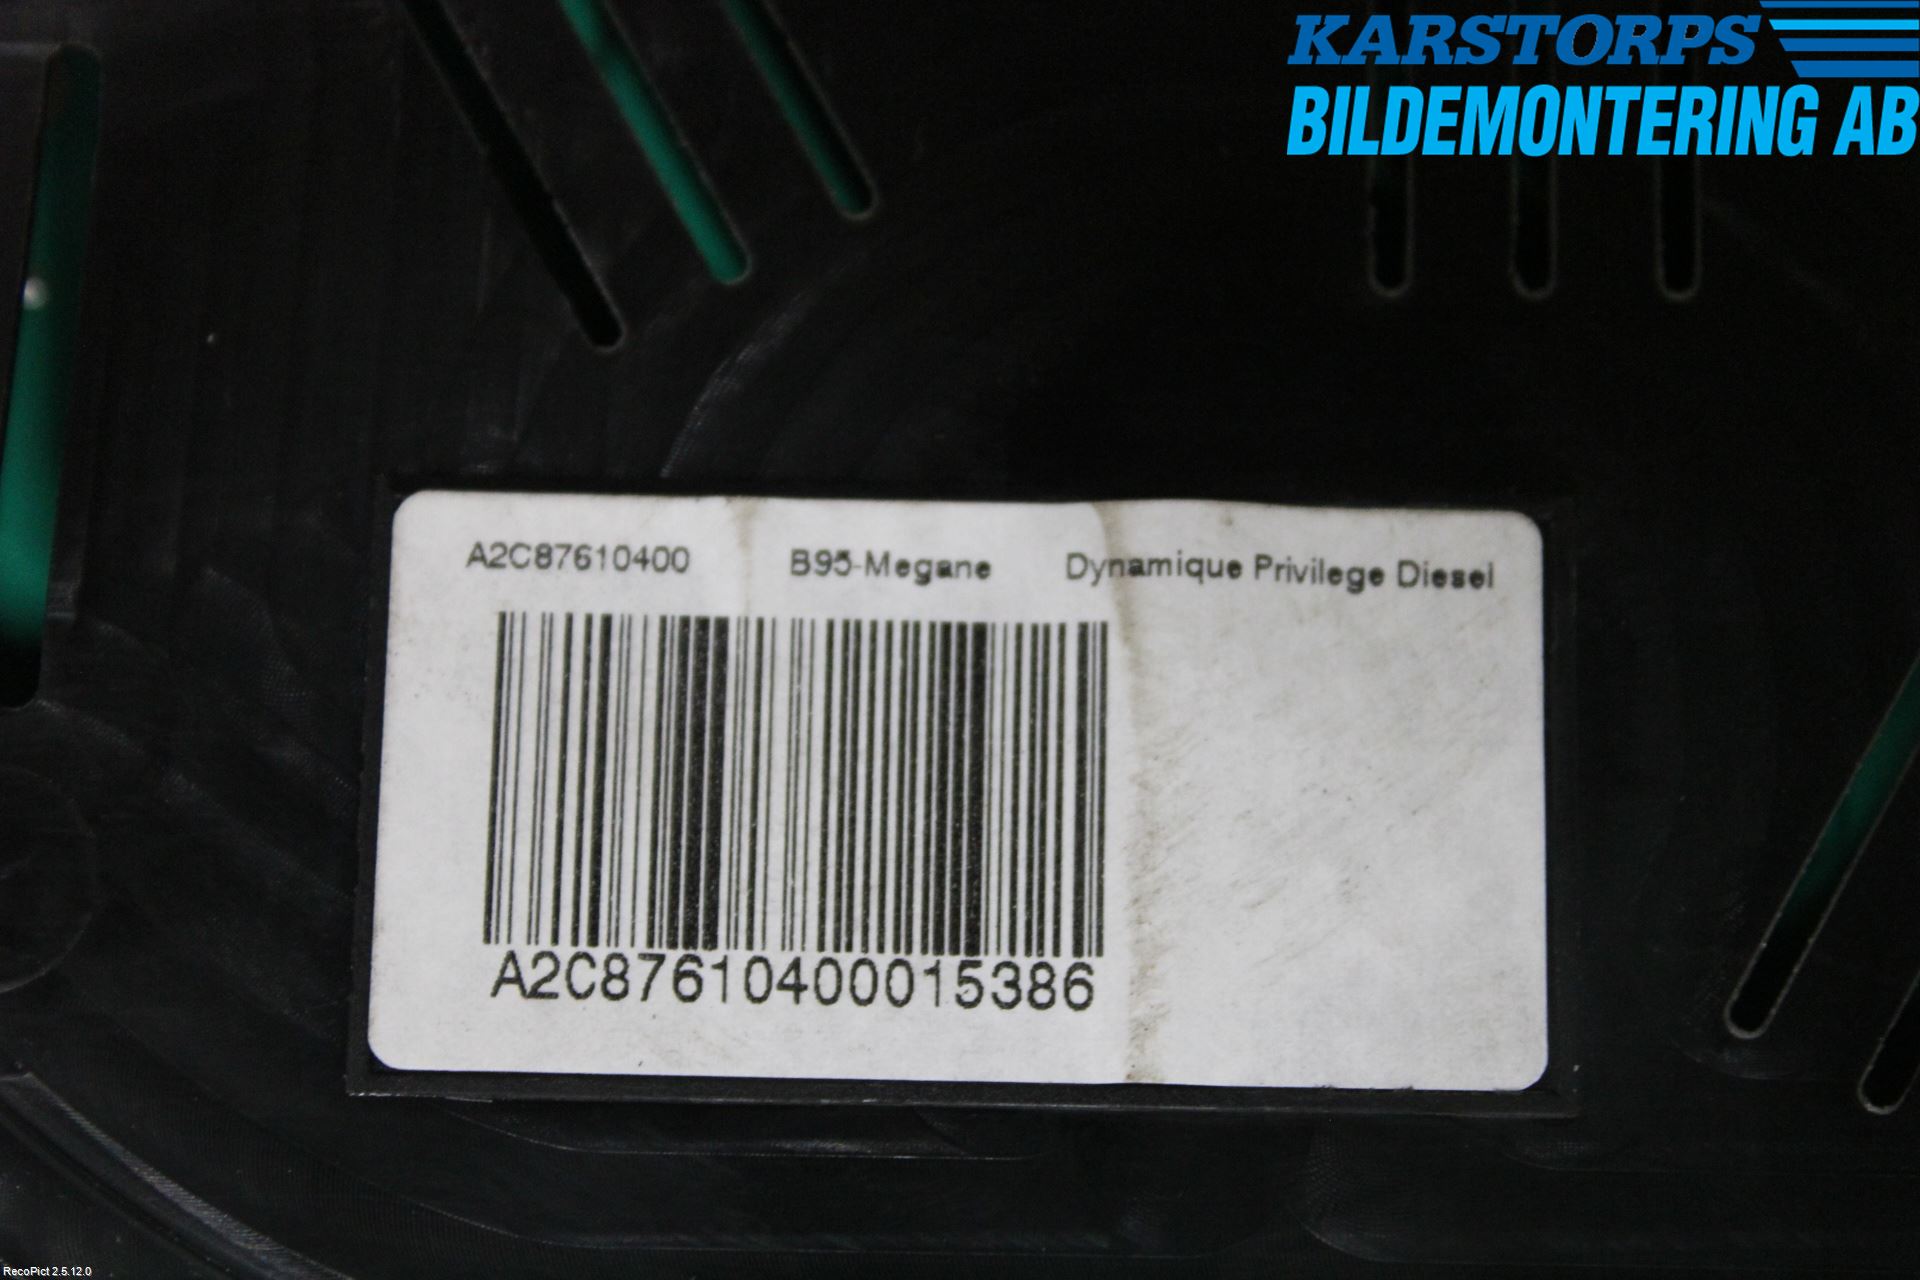 KARSTORPS
BILDEMONTERING AB
A2C87610400 B95-Megane Dynamique Privilege Diesel
A2C87610400015386
RecoPict 2.5.12.0